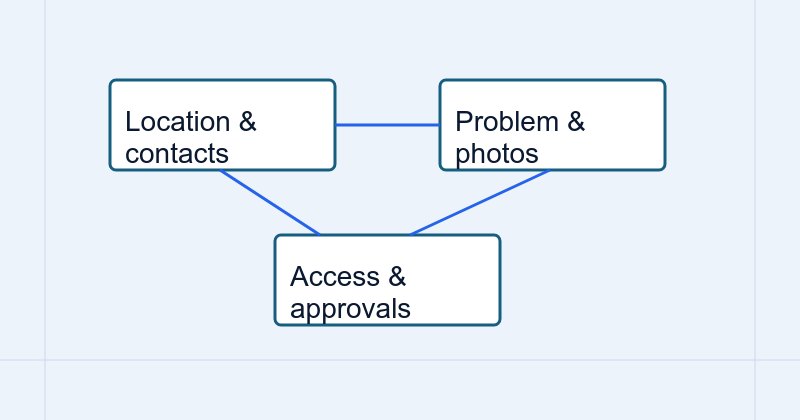 Location &
contacts
Problem &
photos
Access &
approvals